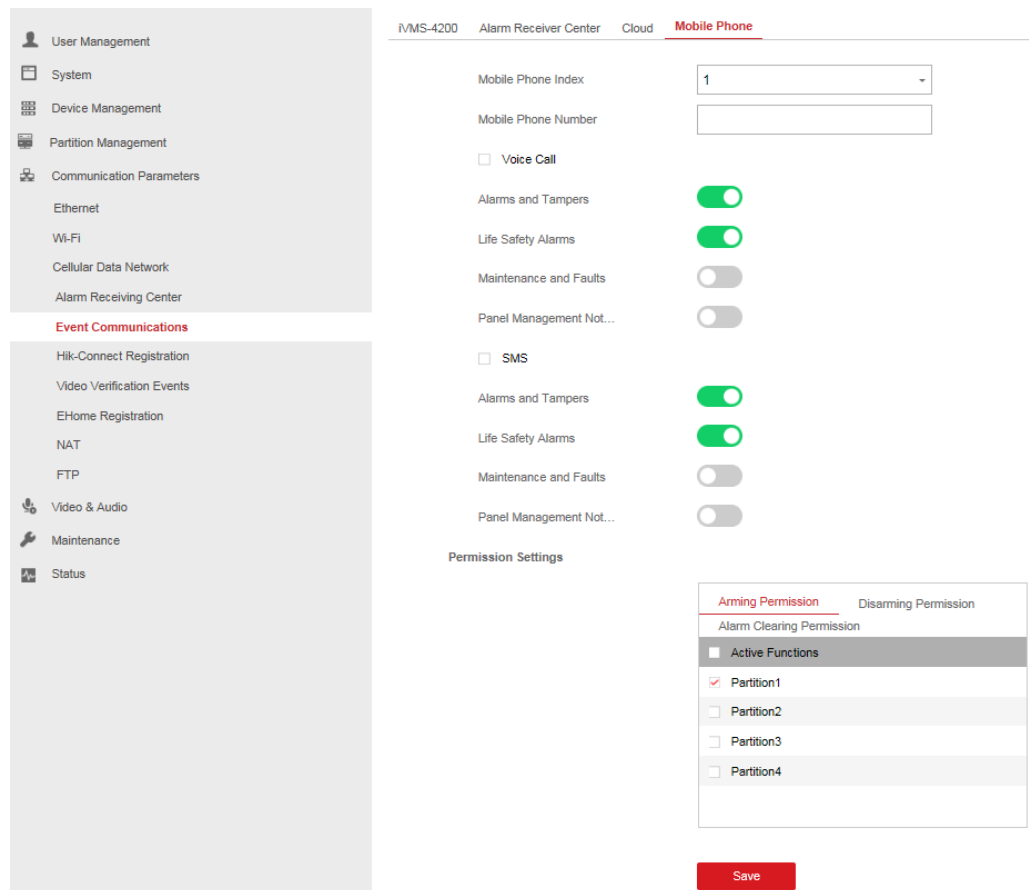 User Management
System
Device Management
Partition Management
Communication Parameters
Ethernet
Wi-Fi
Cellular Data Network
Alarm Receiving Center
Event Communications
Hik-Connect Registration
Video Verification Events
EHome Registration
NAT
FTP
Video & Audio
Maintenance
Status
iVMS-4200 Alarm Receiver Center Cloud Mobile Phone
Mobile Phone Index 1
Mobile Phone Number
Voice Call
Alarms and Tampers
Life Safety Alarms
Maintenance and Faults
Panel Management Not...
SMS
Alarms and Tampers
Life Safety Alarms
Maintenance and Faults
Panel Management Not...
Permission Settings
Arming Permission Disarming Permission
Alarm Clearing Permission
Active Functions
Partition1
Partition2
Partition3
Partition4
Save